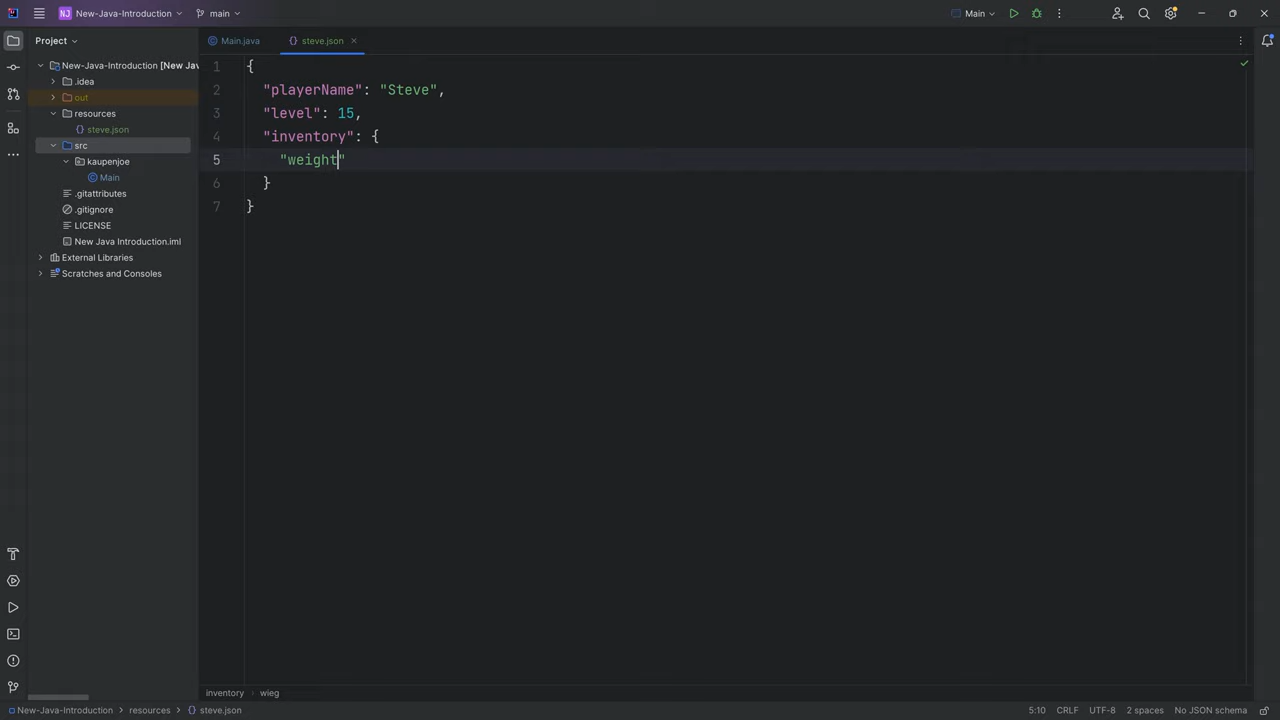 NJ New-Java-Introduction main Main
Project Main.java steve.json
New-Java-Introduction [New Jav
.idea
out
resources
steve.json
src
kaupenjoe
Main
.gitattributes
.gitignore
LICENSE
New Java Introduction.iml
External Libraries
Scratches and Consoles
1 {
2 "playerName": "Steve",
3 "level": 15,
4 "inventory": {
5 "weight"
6 }
7 }
inventory wieg
New-Java-Introduction resources steve.json 5:10 CRLF UTF-8 2 spaces No JSON schema